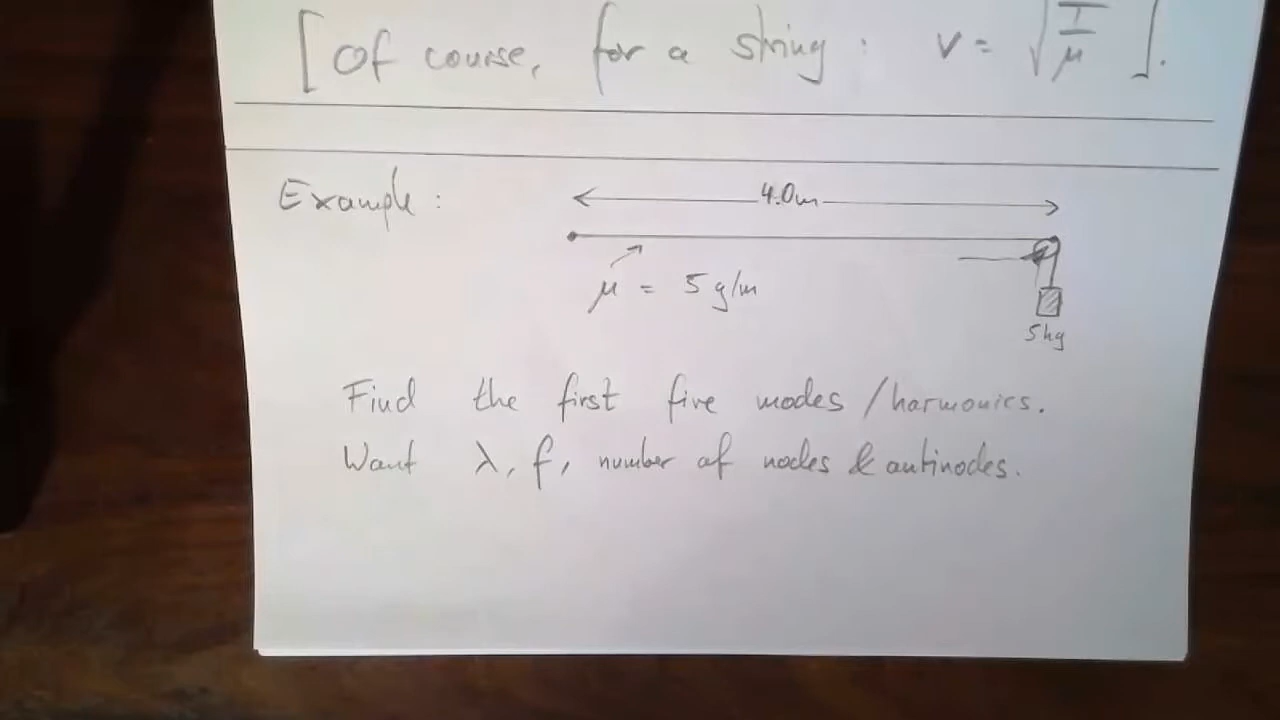 [Of course, for a string: v = √T/μ].
Example:
4.0m
μ = 5 g/m
5kg
Find the first five modes/harmonics.
Want λ, f, number of nodes & antinodes.